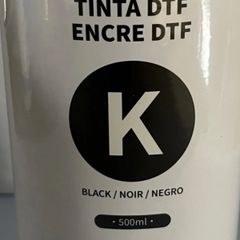 TINTA DTF
ENCRE DTF
K
BLACK / NOIR / NEGRO
• 500ml •